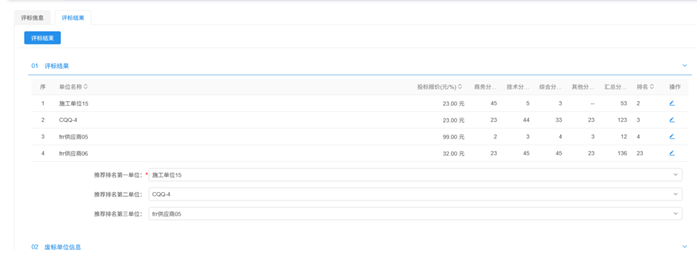 评标信息 评标结果
评标结果
01 评标结果
序 单位名称 投标报价(元/%) 商务分... 技术分... 综合分... 其他分... 汇总分... 排名 操作
1 施工单位15 23.00 元 45 5 3 -- 53 2
2 CQQ-4 23.00 元 23 44 33 23 123 3
3 ltr供应商05 99.00 元 2 3 4 3 12 4
4 ltr供应商06 32.00 元 23 45 45 23 136 23
推荐排名第一单位: * 施工单位15
推荐排名第二单位: CQQ-4
推荐排名第三单位: ltr供应商05
02 废标单位信息